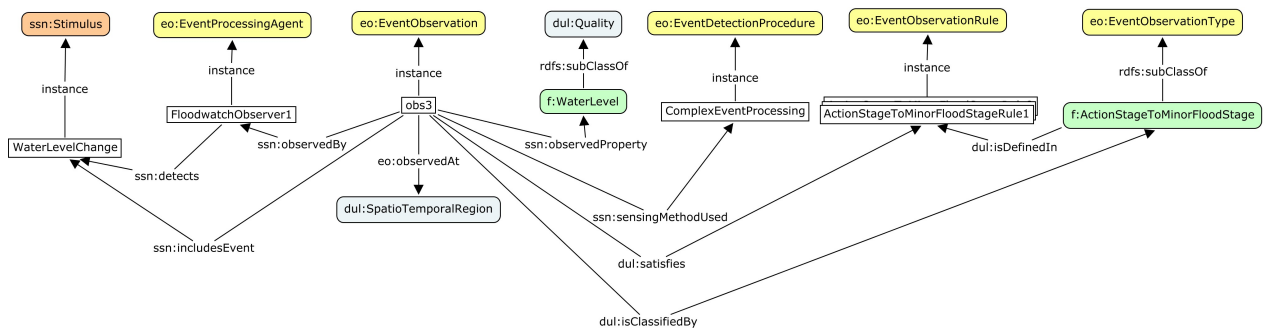 ssn:Stimulus
eo:EventProcessingAgent
eo:EventObservation
dul:Quality
eo:EventDetectionProcedure
eo:EventObservationRule
eo:EventObservationType
instance
instance
instance
rdfs:subClassOf
instance
instance
rdfs:subClassOf
f:WaterLevel
obs3
FloodwatchObserver1
ComplexEventProcessing
ActionStageToMinorFloodStageRule1
f:ActionStageToMinorFloodStage
WaterLevelChange
ssn:observedBy
ssn:observedProperty
dul:isDefinedIn
eo:observedAt
ssn:detects
dul:SpatioTemporalRegion
ssn:sensingMethodUsed
ssn:includesEvent
dul:satisfies
dul:isClassifiedBy